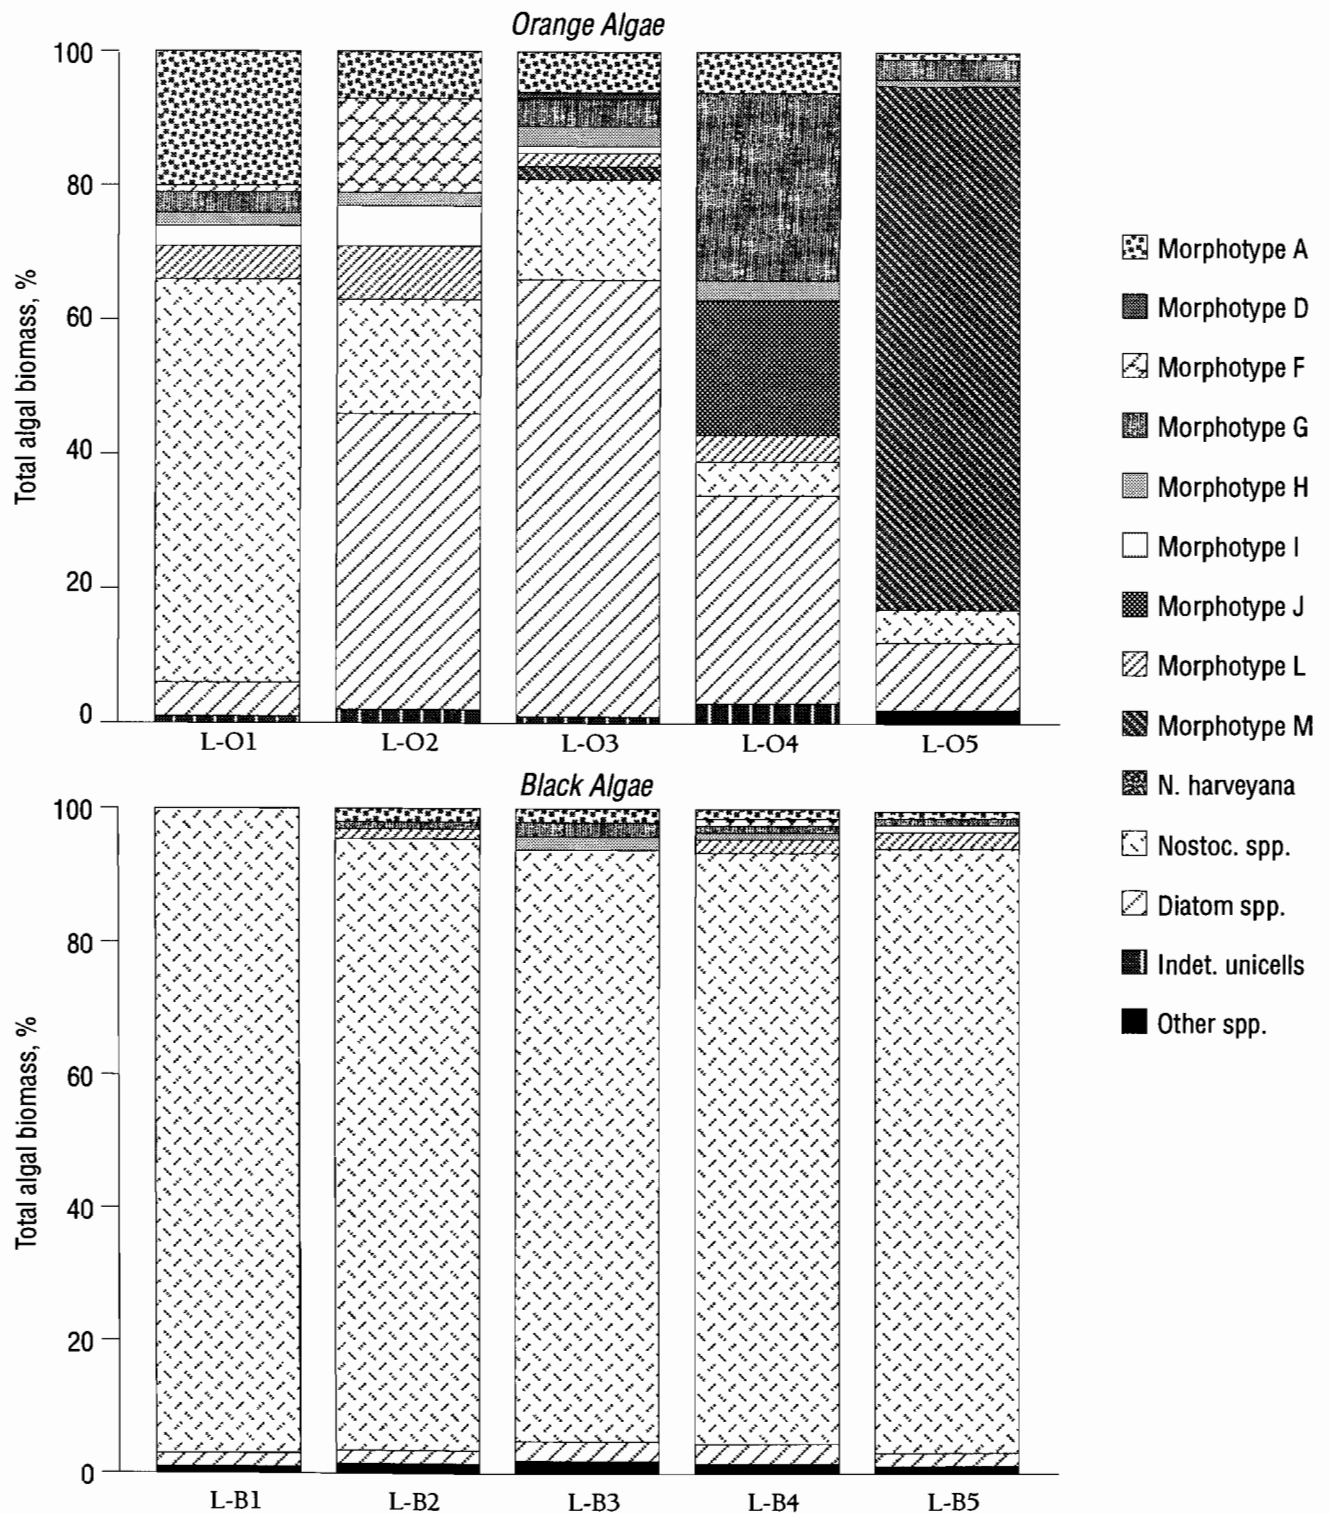 Orange Algae
Total algal biomass, %
100
80
60
40
20
0
L-O1
L-O2
L-O3
L-O4
L-O5
Black Algae
Total algal biomass, %
100
80
60
40
20
0
L-B1
L-B2
L-B3
L-B4
L-B5
Morphotype A
Morphotype D
Morphotype F
Morphotype G
Morphotype H
Morphotype I
Morphotype J
Morphotype L
Morphotype M
N. harveyana
Nostoc. spp.
Diatom spp.
Indet. unicells
Other spp.